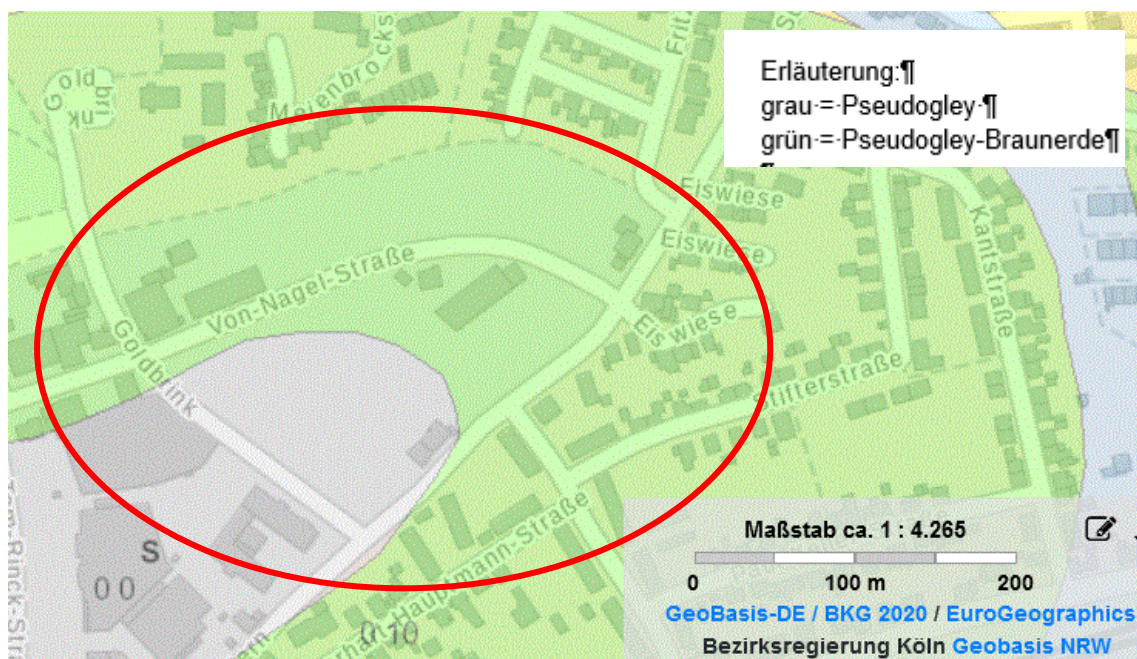 Goldbrink
Meienbrocks
Fritz
Erläuterung:¶
grau·=·Pseudogley·¶
grün·=·Pseudogley-Braunerde¶
Eiswiese
Eiswiese
Eiswiese
Von-Nagel-Straße
Goldbrink
Kantstraße
Stifterstraße
Hauptmann-Straße
S
0 0
0 10
Maßstab ca. 1 : 4.265
0 100 m 200
GeoBasis-DE / BKG 2020 / EuroGeographics
Bezirksregierung Köln Geobasis NRW